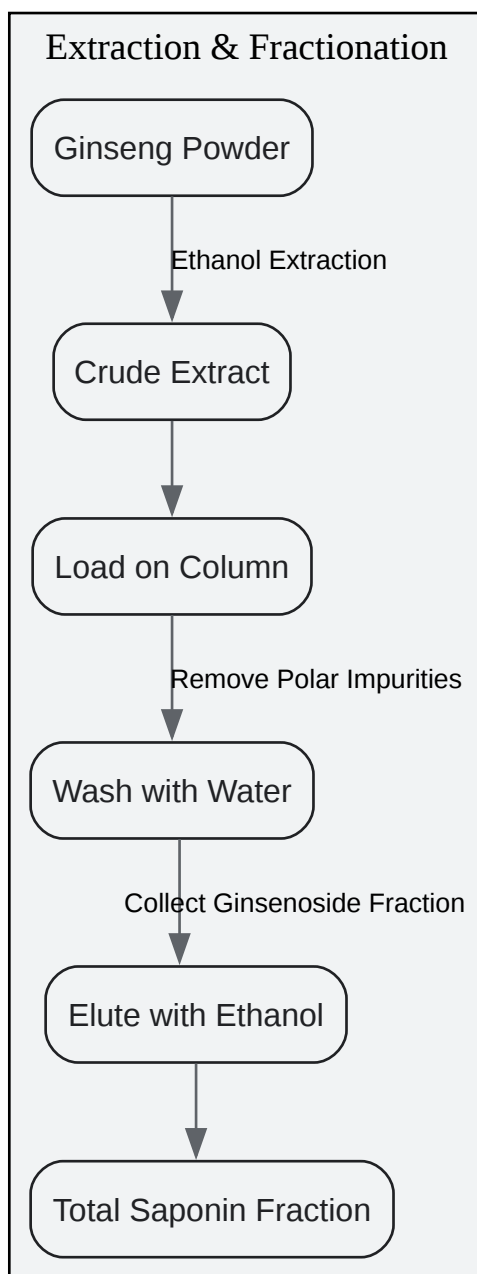 Extraction & Fractionation
Ginseng Powder
Ethanol Extraction
Crude Extract
Load on Column
Remove Polar Impurities
Wash with Water
Collect Ginsenoside Fraction
Elute with Ethanol
Total Saponin Fraction